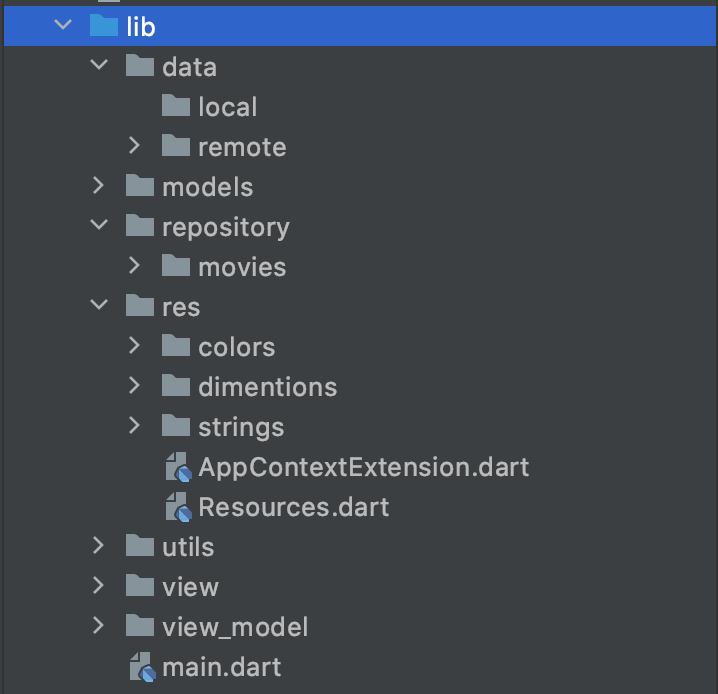 lib
data
local
remote
models
repository
movies
res
colors
dimentions
strings
AppContextExtension.dart
Resources.dart
utils
view
view_model
main.dart